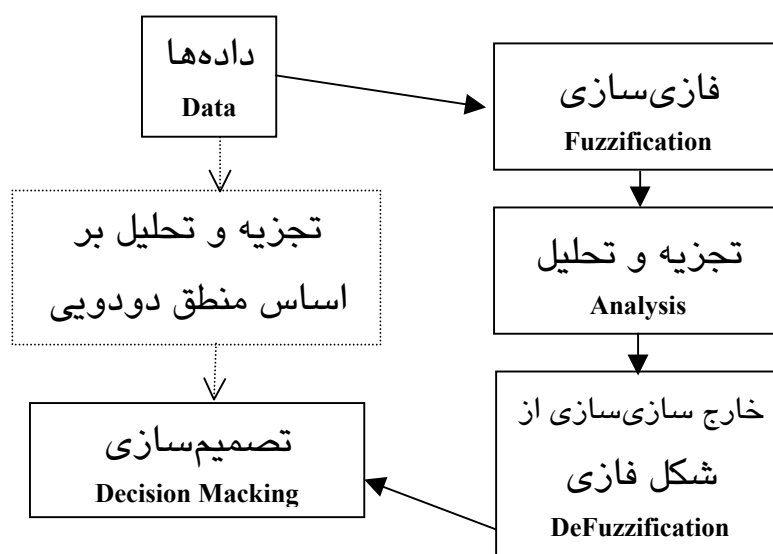 داده‌ها
Data
فازی‌سازی
Fuzzification
تجزیه و تحلیل
Analysis
خارج سازی‌سازی از
شکل فازی
DeFuzzification
تجزیه و تحلیل بر
اساس منطق دودویی
تصمیم‌سازی
Decision Macking